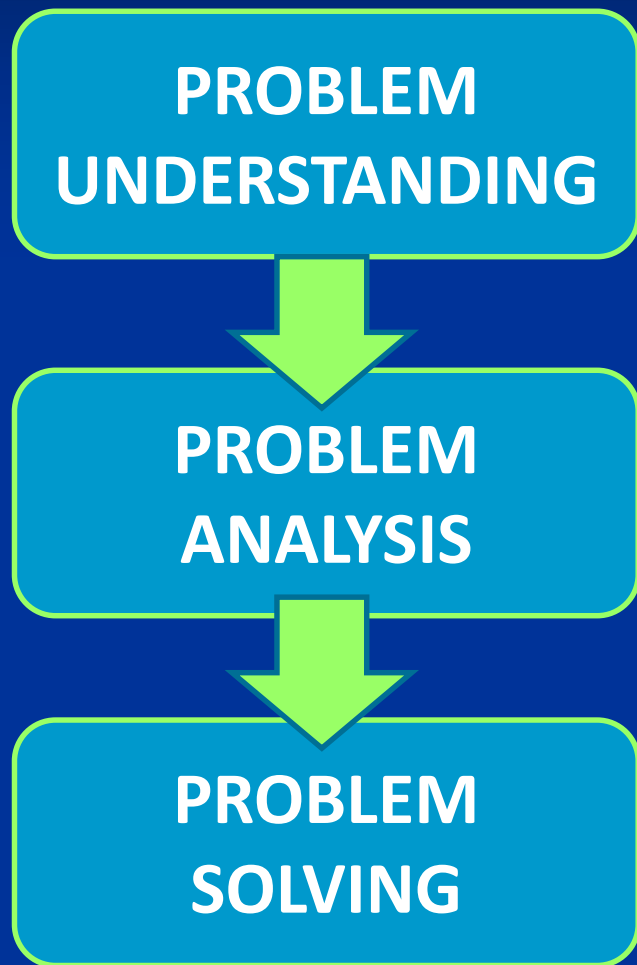 PROBLEM
UNDERSTANDING
PROBLEM
ANALYSIS
PROBLEM
SOLVING